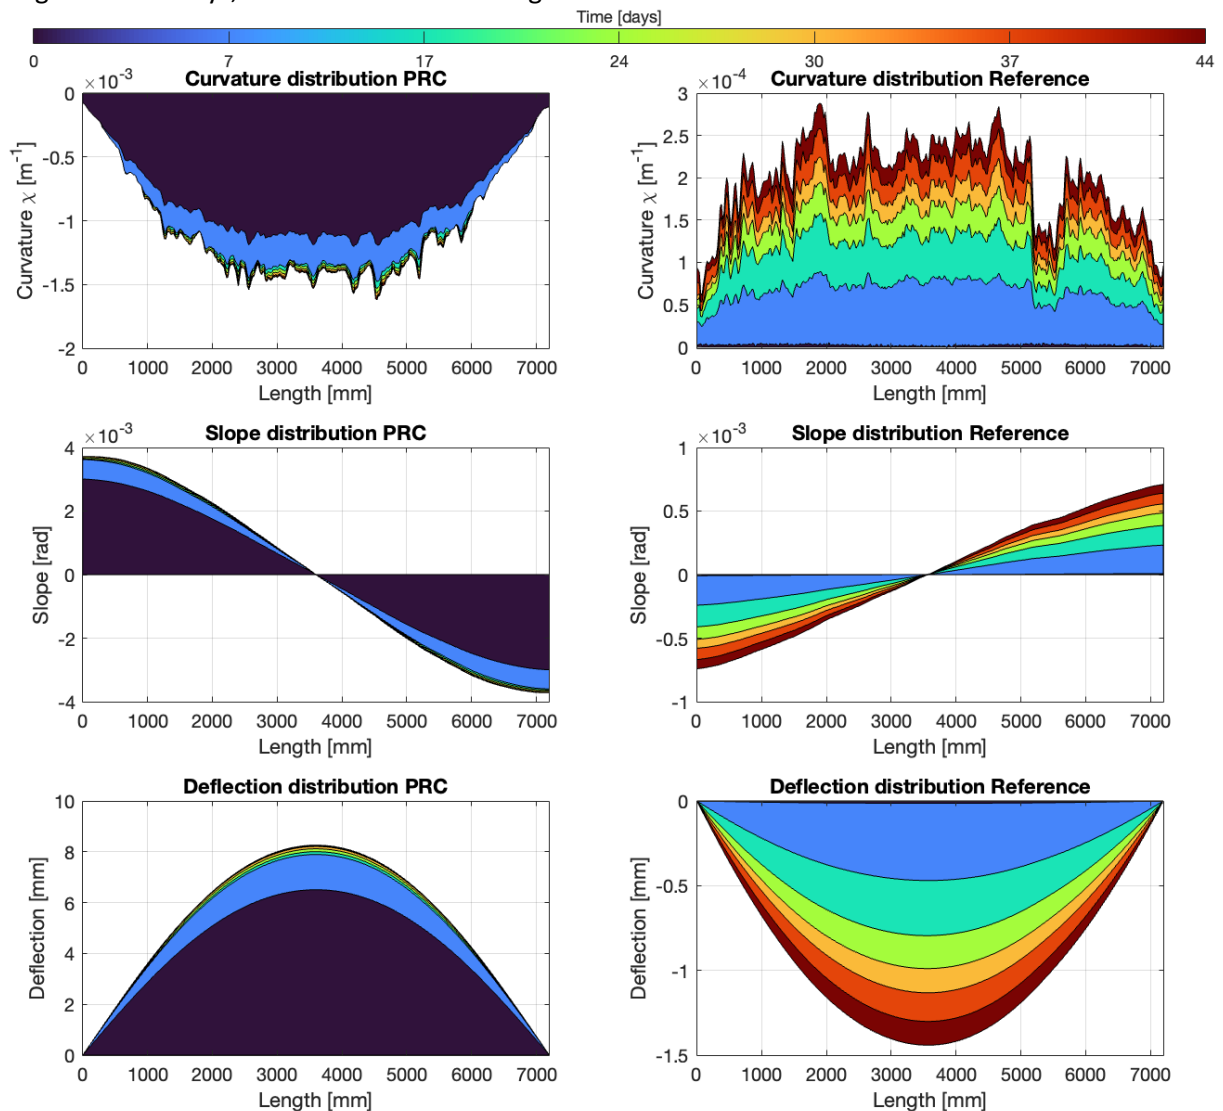 Time [days]
0 7 17 24 30 37 44
×10⁻³ Curvature distribution PRC
0
-0.5
-1
-1.5
-2
Curvature χ [m⁻¹]
0 1000 2000 3000 4000 5000 6000 7000
Length [mm]
×10⁻⁴ Curvature distribution Reference
3
2.5
2
1.5
1
0.5
0
Curvature χ [m⁻¹]
0 1000 2000 3000 4000 5000 6000 7000
Length [mm]
×10⁻³ Slope distribution PRC
4
2
0
-2
-4
Slope [rad]
0 1000 2000 3000 4000 5000 6000 7000
Length [mm]
×10⁻³ Slope distribution Reference
1
0.5
0
-0.5
-1
Slope [rad]
0 1000 2000 3000 4000 5000 6000 7000
Length [mm]
Deflection distribution PRC
10
8
6
4
2
0
Deflection [mm]
0 1000 2000 3000 4000 5000 6000 7000
Length [mm]
Deflection distribution Reference
0
-0.5
-1
-1.5
Deflection [mm]
0 1000 2000 3000 4000 5000 6000 7000
Length [mm]